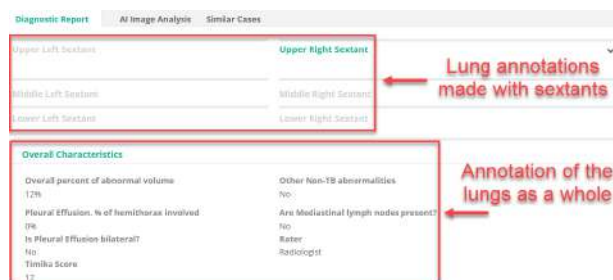 Diagnostic Report AI Image Analysis Similar Cases
Upper Left Sextant Upper Right Sextant
Middle Left Sextant Middle Right Sextant
Lower Left Sextant Lower Right Sextant
Lung annotations
made with sextants
Overall Characteristics
Overall percent of abnormal volume Other Non-TB abnormalities
12% No
Pleural Effusion. % of hemithorax involved Are Mediastinal lymph nodes present?
0% No
Is Pleural Effusion bilateral? Rater
No Radiologist
Timika Score
12
Annotation of the
lungs as a whole